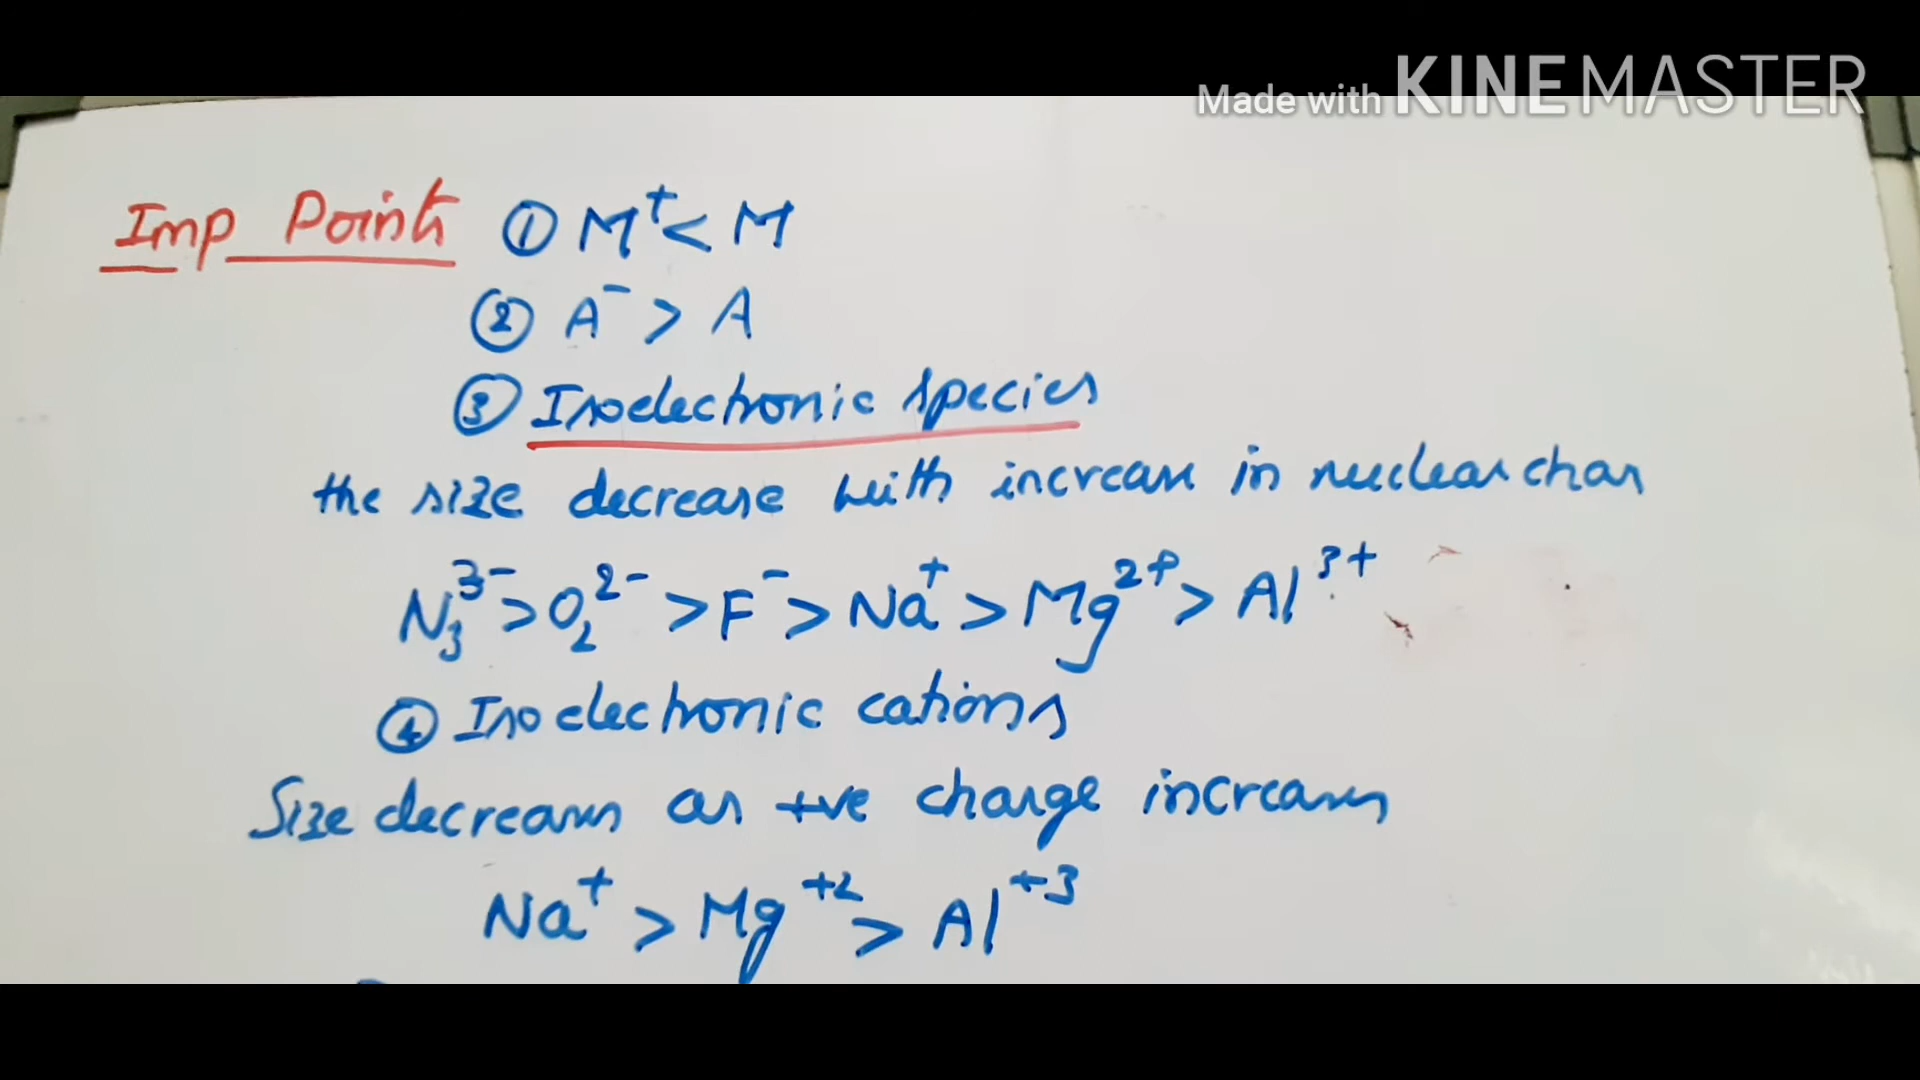 Made with KINEMASTER
Imp Points ① M⁺ < M
② A⁻ > A
③ Isoelectronic species
the size decrease with increase in nuclear char
N₃³⁻ > O₂²⁻ > F⁻ > Na⁺ > Mg²⁺ > Al³⁺
④ Isoelectronic cations
Size decreases as +ve charge increases
Na⁺ > Mg⁺² > Al⁺³